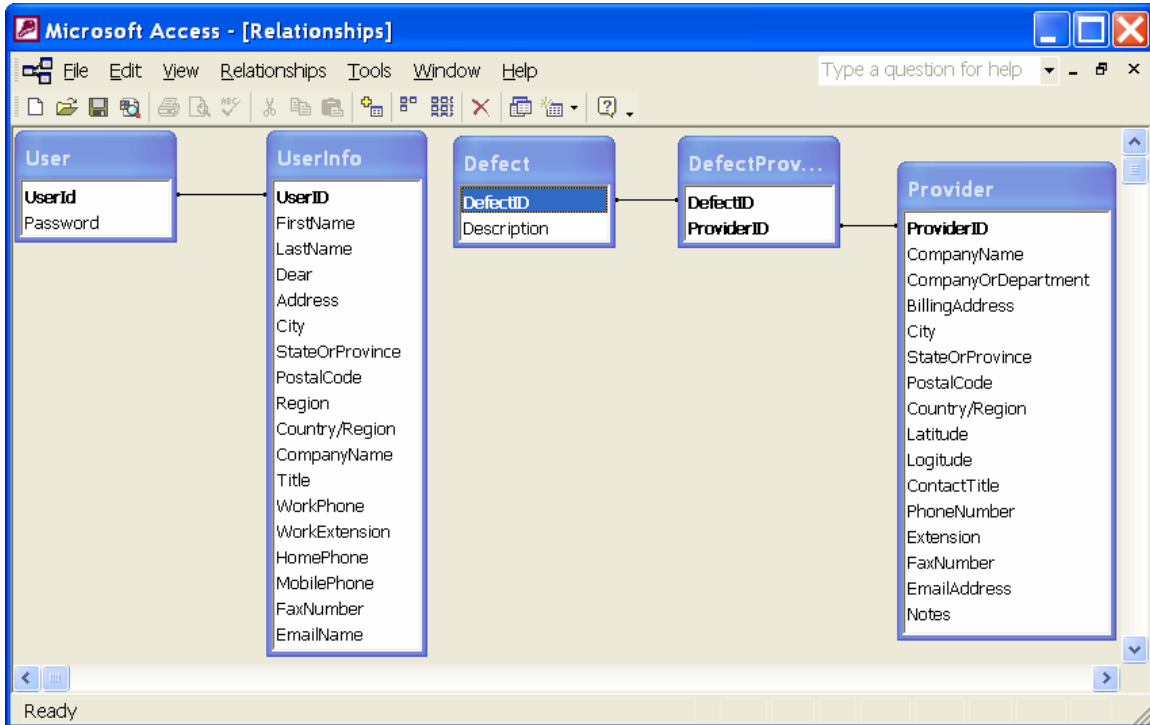 Microsoft Access - [Relationships]
File Edit View Relationships Tools Window Help
Type a question for help
User
UserId
Password
UserInfo
UserID
FirstName
LastName
Dear
Address
City
StateOrProvince
PostalCode
Region
Country/Region
CompanyName
Title
WorkPhone
WorkExtension
HomePhone
MobilePhone
FaxNumber
EmailName
Defect
DefectID
Description
DefectProv...
DefectID
ProviderID
Provider
ProviderID
CompanyName
CompanyOrDepartment
BillingAddress
City
StateOrProvince
PostalCode
Country/Region
Latitude
Logitude
ContactTitle
PhoneNumber
Extension
FaxNumber
EmailAddress
Notes
Ready